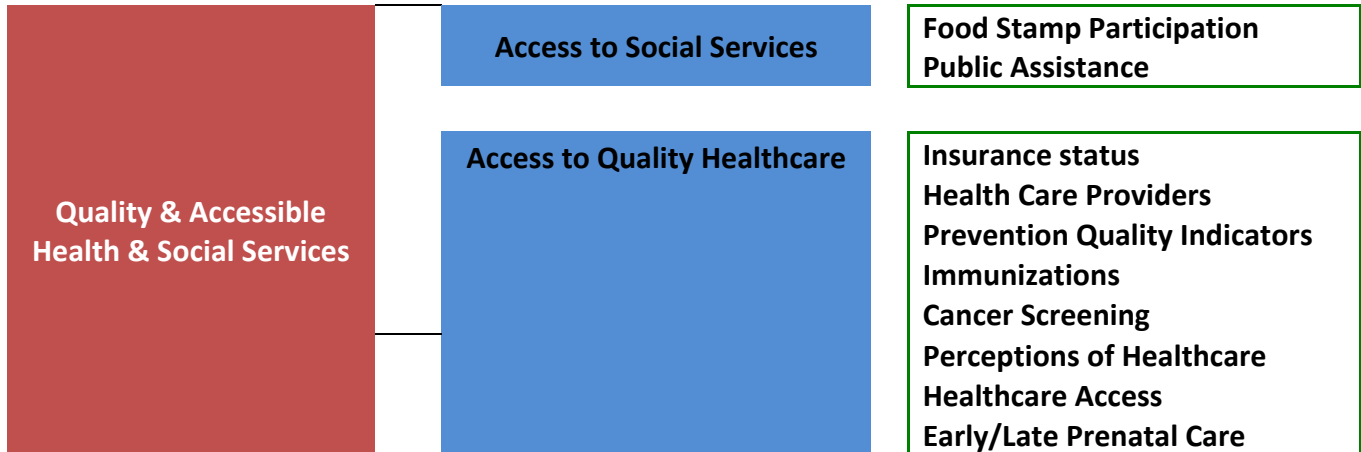 Quality & Accessible
Health & Social Services
Access to Social Services
Food Stamp Participation
Public Assistance
Access to Quality Healthcare
Insurance status
Health Care Providers
Prevention Quality Indicators
Immunizations
Cancer Screening
Perceptions of Healthcare
Healthcare Access
Early/Late Prenatal Care